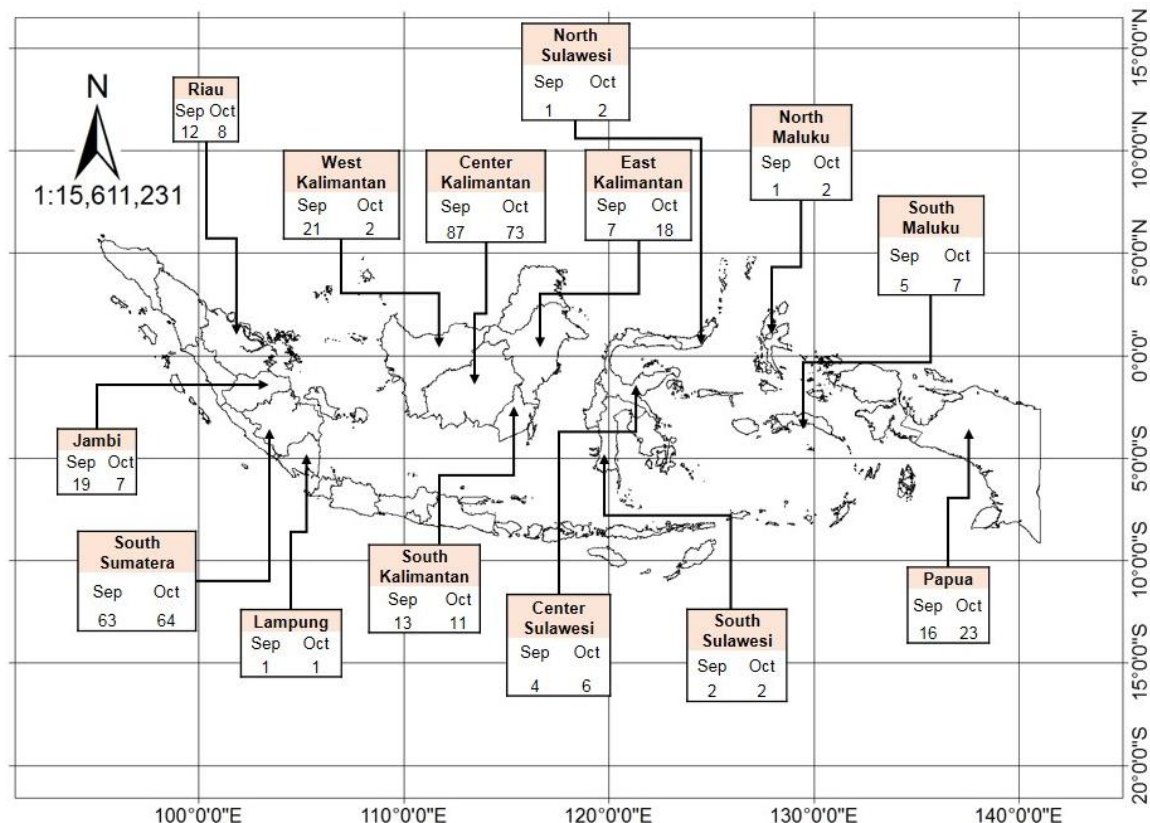 North
Sulawesi
Sep Oct
1 2
N
1:15,611,231
Riau
Sep Oct
12 8
West
Kalimantan
Sep Oct
21 2
Center
Kalimantan
Sep Oct
87 73
East
Kalimantan
Sep Oct
7 18
North
Maluku
Sep Oct
1 2
South
Maluku
Sep Oct
5 7
Jambi
Sep Oct
19 7
South
Sumatera
Sep Oct
63 64
Lampung
Sep Oct
1 1
South
Kalimantan
Sep Oct
13 11
Center
Sulawesi
Sep Oct
4 6
South
Sulawesi
Sep Oct
2 2
Papua
Sep Oct
16 23
15°0'0"N
10°0'0"N
5°0'0"N
0°0'0"
5°0'0"S
10°0'0"S
15°0'0"S
20°0'0"S
100°0'0"E 110°0'0"E 120°0'0"E 130°0'0"E 140°0'0"E